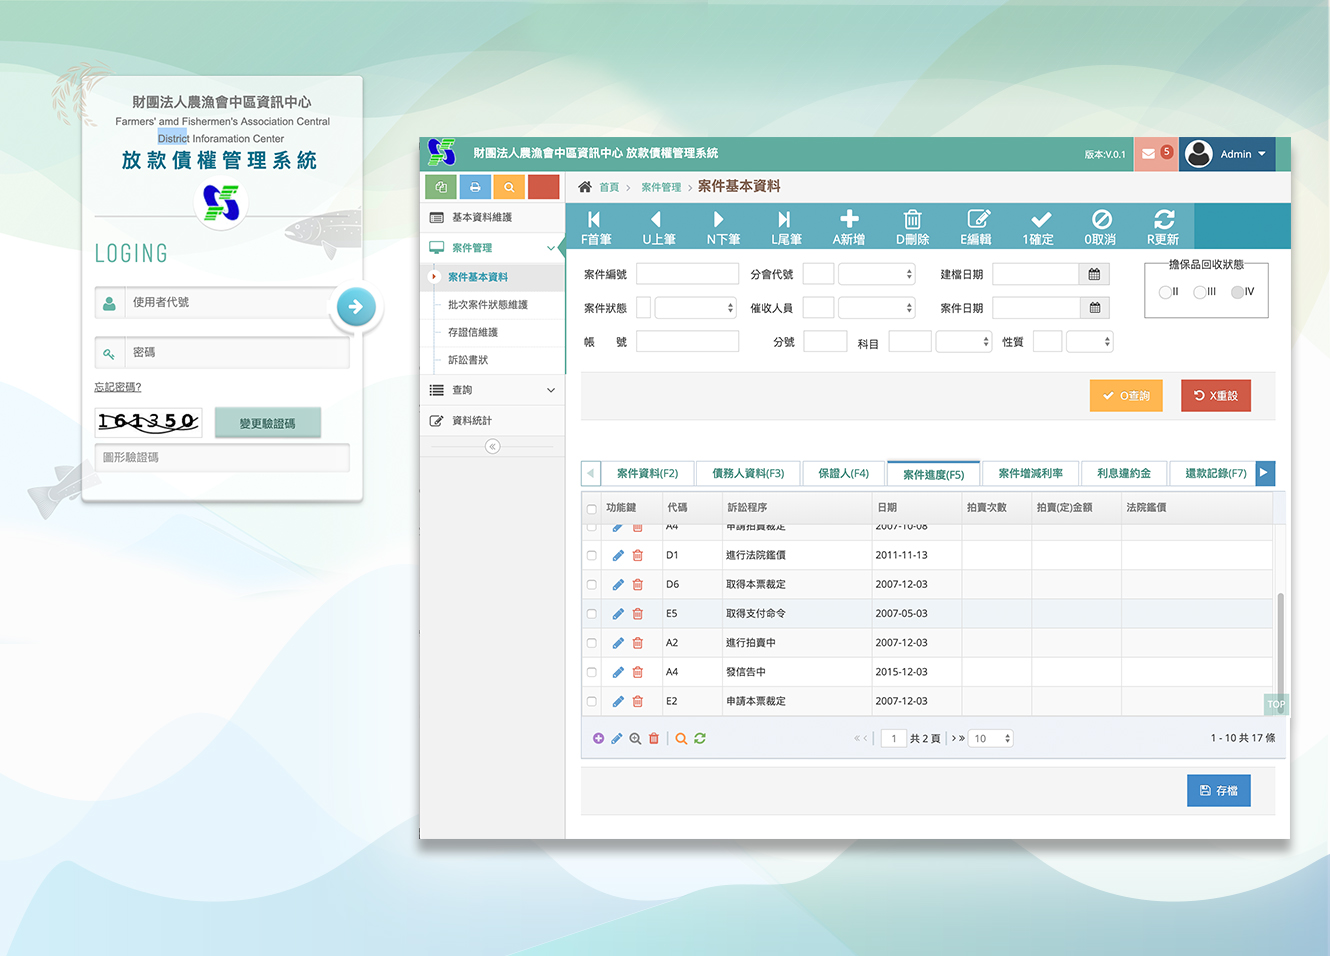 財團法人農漁會中區資訊中心
Farmers' amd Fishermen's Association Central
District Inforamation Center
放款債權管理系統
LOGING
使用者代號
密碼
忘記密碼?
161350
變更驗證碼
圖形驗證碼
財團法人農漁會中區資訊中心 放款債權管理系統
版本:V.0.1
5
Admin
首頁 › 案件管理 › 案件基本資料
基本資料維護
案件管理
案件基本資料
批次案件狀態維護
存證信維護
訴訟書狀
查詢
資料統計
F首筆 U上筆 N下筆 L尾筆 A新增 D刪除 E編輯 1確定 0取消 R更新
案件編號 分會代號 建檔日期
擔保品回收狀態
II III IV
案件狀態 催收人員 案件日期
帳 號 分號 科目 性質
O查詢 X重設
案件資料(F2) 債務人資料(F3) 保證人(F4) 案件進度(F5) 案件增減利率 利息違約金 還款記錄(F7)
功能鍵 代碼 訴訟程序 日期 拍賣次數 拍賣(定)金額 法院鑑價
A4 申請拍賣裁定 2007-10-08
D1 進行法院鑑價 2011-11-13
D6 取得本票裁定 2007-12-03
E5 取得支付命令 2007-05-03
A2 進行拍賣中 2007-12-03
A4 發信告中 2015-12-03
E2 申請本票裁定 2007-12-03
TOP
1 共 2 頁 10 1 - 10 共 17 條
存檔